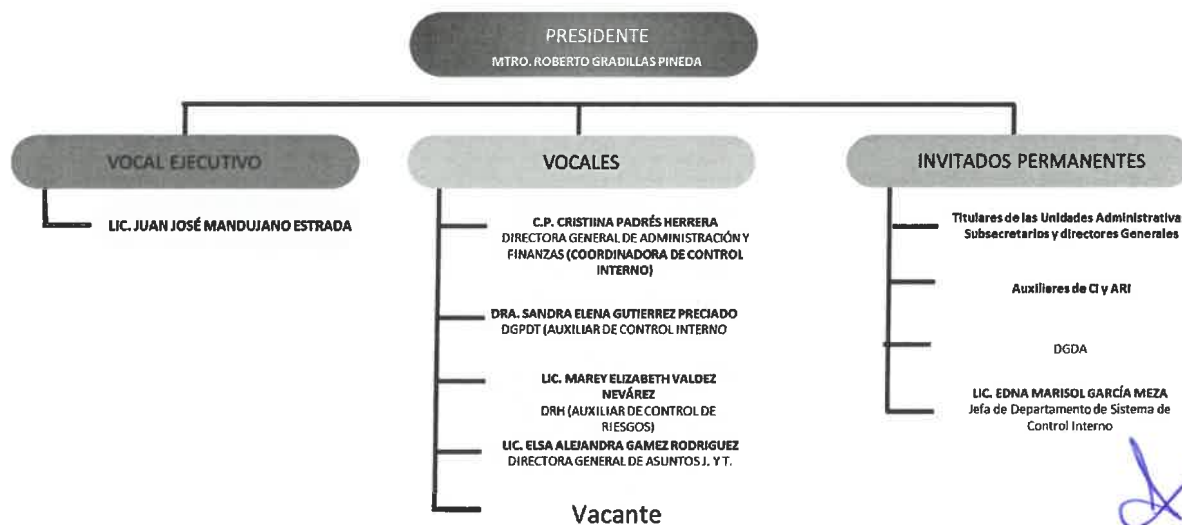 PRESIDENTE
MTRO. ROBERTO GRADILLAS PINEDA
VOCAL EJECUTIVO
LIC. JUAN JOSÉ MANDUJANO ESTRADA
VOCALES
C.P. CRISTIINA PADRÉS HERRERA
DIRECTORA GENERAL DE ADMINISTRACIÓN Y
FINANZAS (COORDINADORA DE CONTROL
INTERNO)
DRA. SANDRA ELENA GUTIERREZ PRECIADO
DGPDT (AUXILIAR DE CONTROL INTERNO
LIC. MAREY ELIZABETH VALDEZ
NEVÁREZ
DRH (AUXILIAR DE CONTROL DE
RIESGOS)
LIC. ELSA ALEJANDRA GAMEZ RODRIGUEZ
DIRECTORA GENERAL DE ASUNTOS J. Y T.
Vacante
INVITADOS PERMANENTES
Titulares de las Unidades Administrativa
Subsecretarios y directores Generales
Auxiliares de CI y ARI
DGDA
LIC. EDNA MARISOL GARCÍA MEZA
Jefa de Departamento de Sistema de
Control Interno